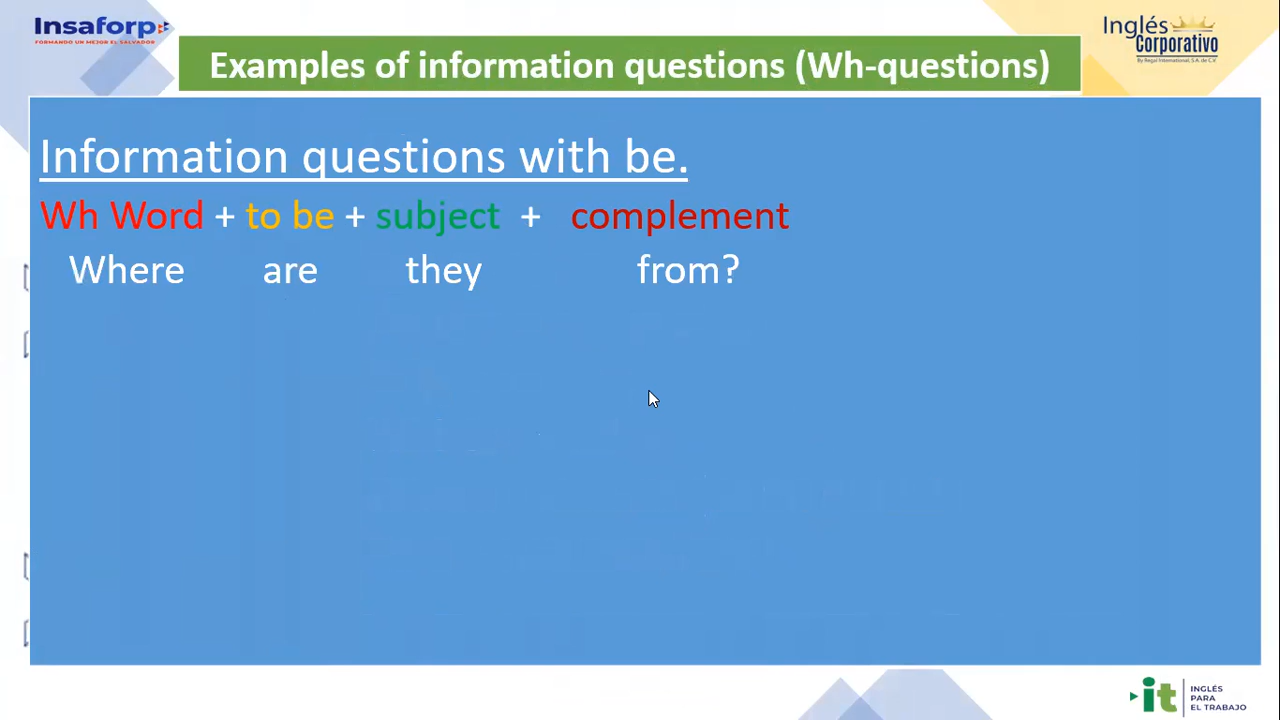 Insaforp
FORMANDO UN MEJOR EL SALVADOR
Inglés
Corporativo
By Regal International, S.A. de C.V.
Examples of information questions (Wh-questions)
Information questions with be.
Wh Word + to be + subject + complement
Where are they from?
it
INGLÉS
PARA
EL TRABAJO